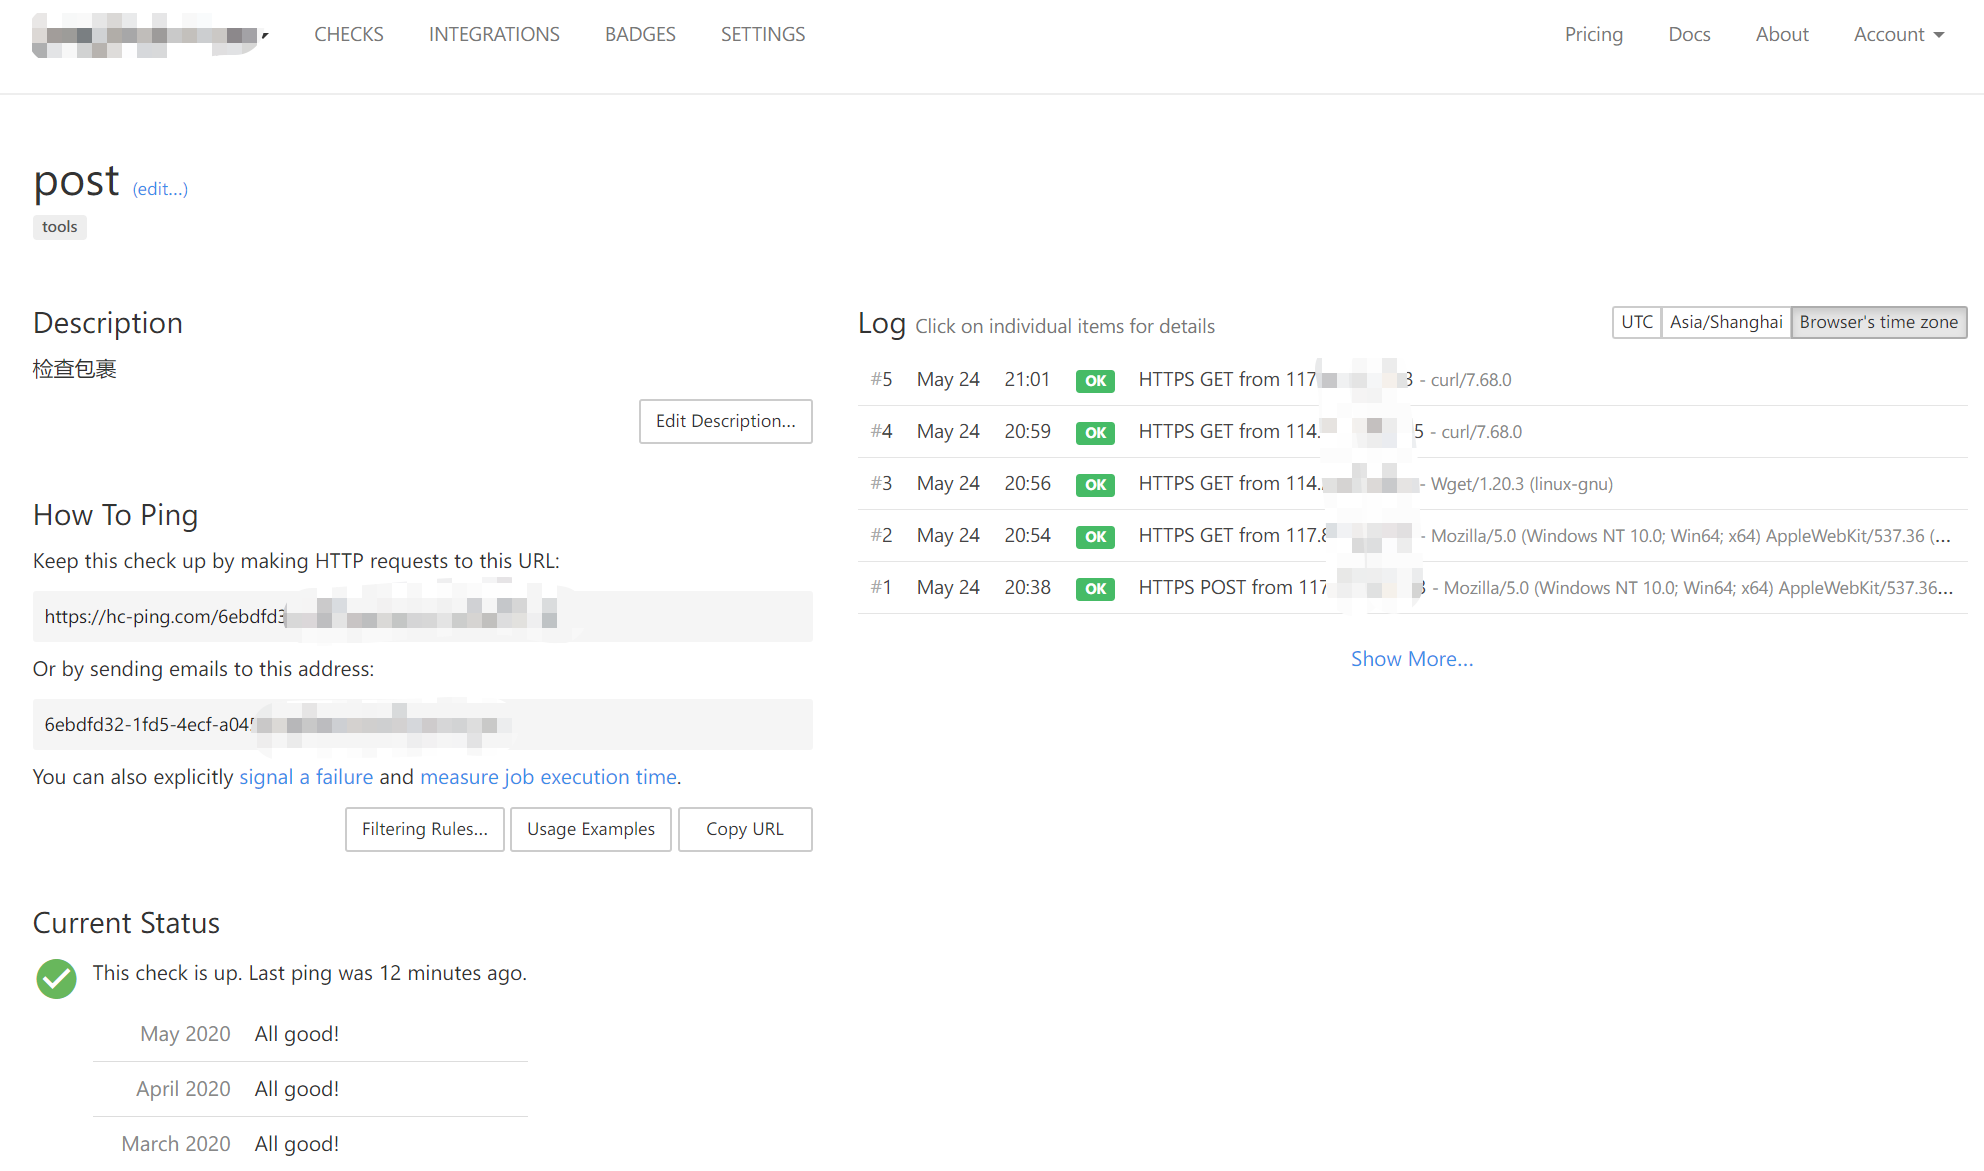 CHECKS INTEGRATIONS BADGES SETTINGS Pricing Docs About Account
post (edit...)
tools
Description
检查包裹
Edit Description...
How To Ping
Keep this check up by making HTTP requests to this URL:
https://hc-ping.com/6ebdfd3
Or by sending emails to this address:
6ebdfd32-1fd5-4ecf-a04
You can also explicitly signal a failure and measure job execution time.
Filtering Rules... Usage Examples Copy URL
Current Status
This check is up. Last ping was 12 minutes ago.
May 2020 All good!
April 2020 All good!
March 2020 All good!
Log Click on individual items for details
UTC Asia/Shanghai Browser's time zone
#5 May 24 21:01 OK HTTPS GET from 117 3 - curl/7.68.0
#4 May 24 20:59 OK HTTPS GET from 114. 5 - curl/7.68.0
#3 May 24 20:56 OK HTTPS GET from 114. - Wget/1.20.3 (linux-gnu)
#2 May 24 20:54 OK HTTPS GET from 117.8 - Mozilla/5.0 (Windows NT 10.0; Win64; x64) AppleWebKit/537.36 (...
#1 May 24 20:38 OK HTTPS POST from 117 3 - Mozilla/5.0 (Windows NT 10.0; Win64; x64) AppleWebKit/537.36...
Show More...